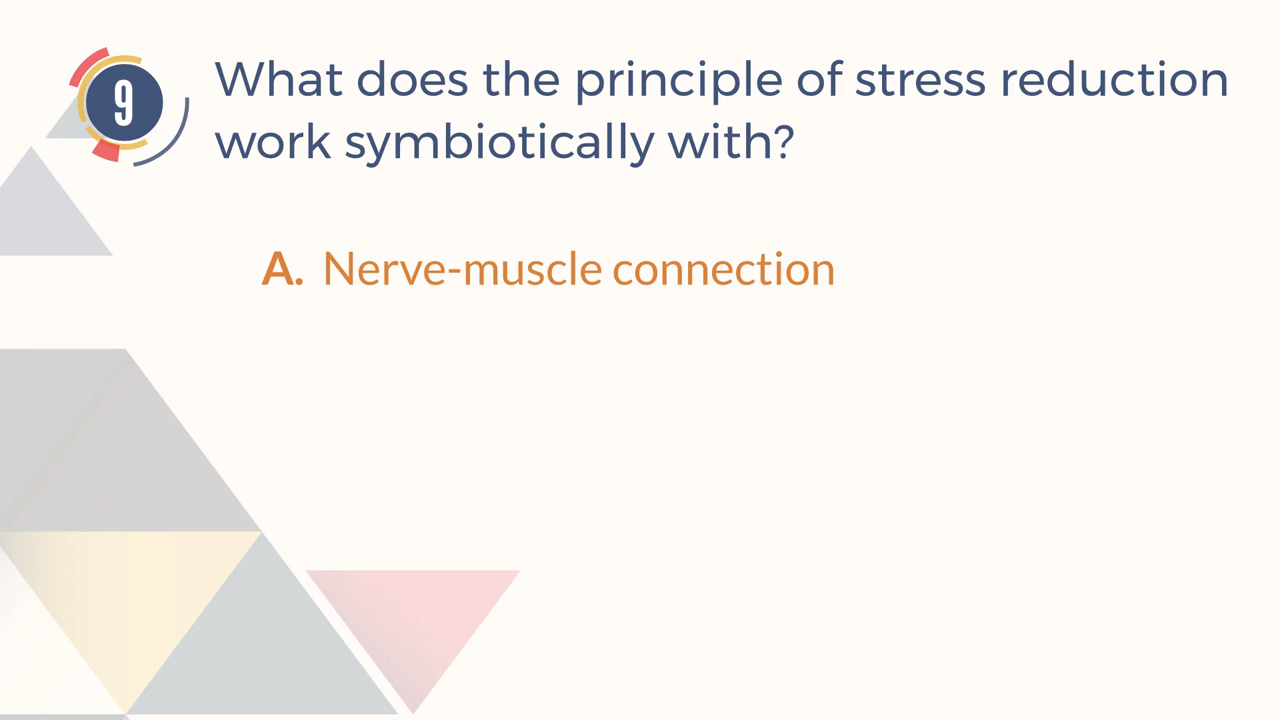 9
What does the principle of stress reduction
work symbiotically with?
A. Nerve-muscle connection